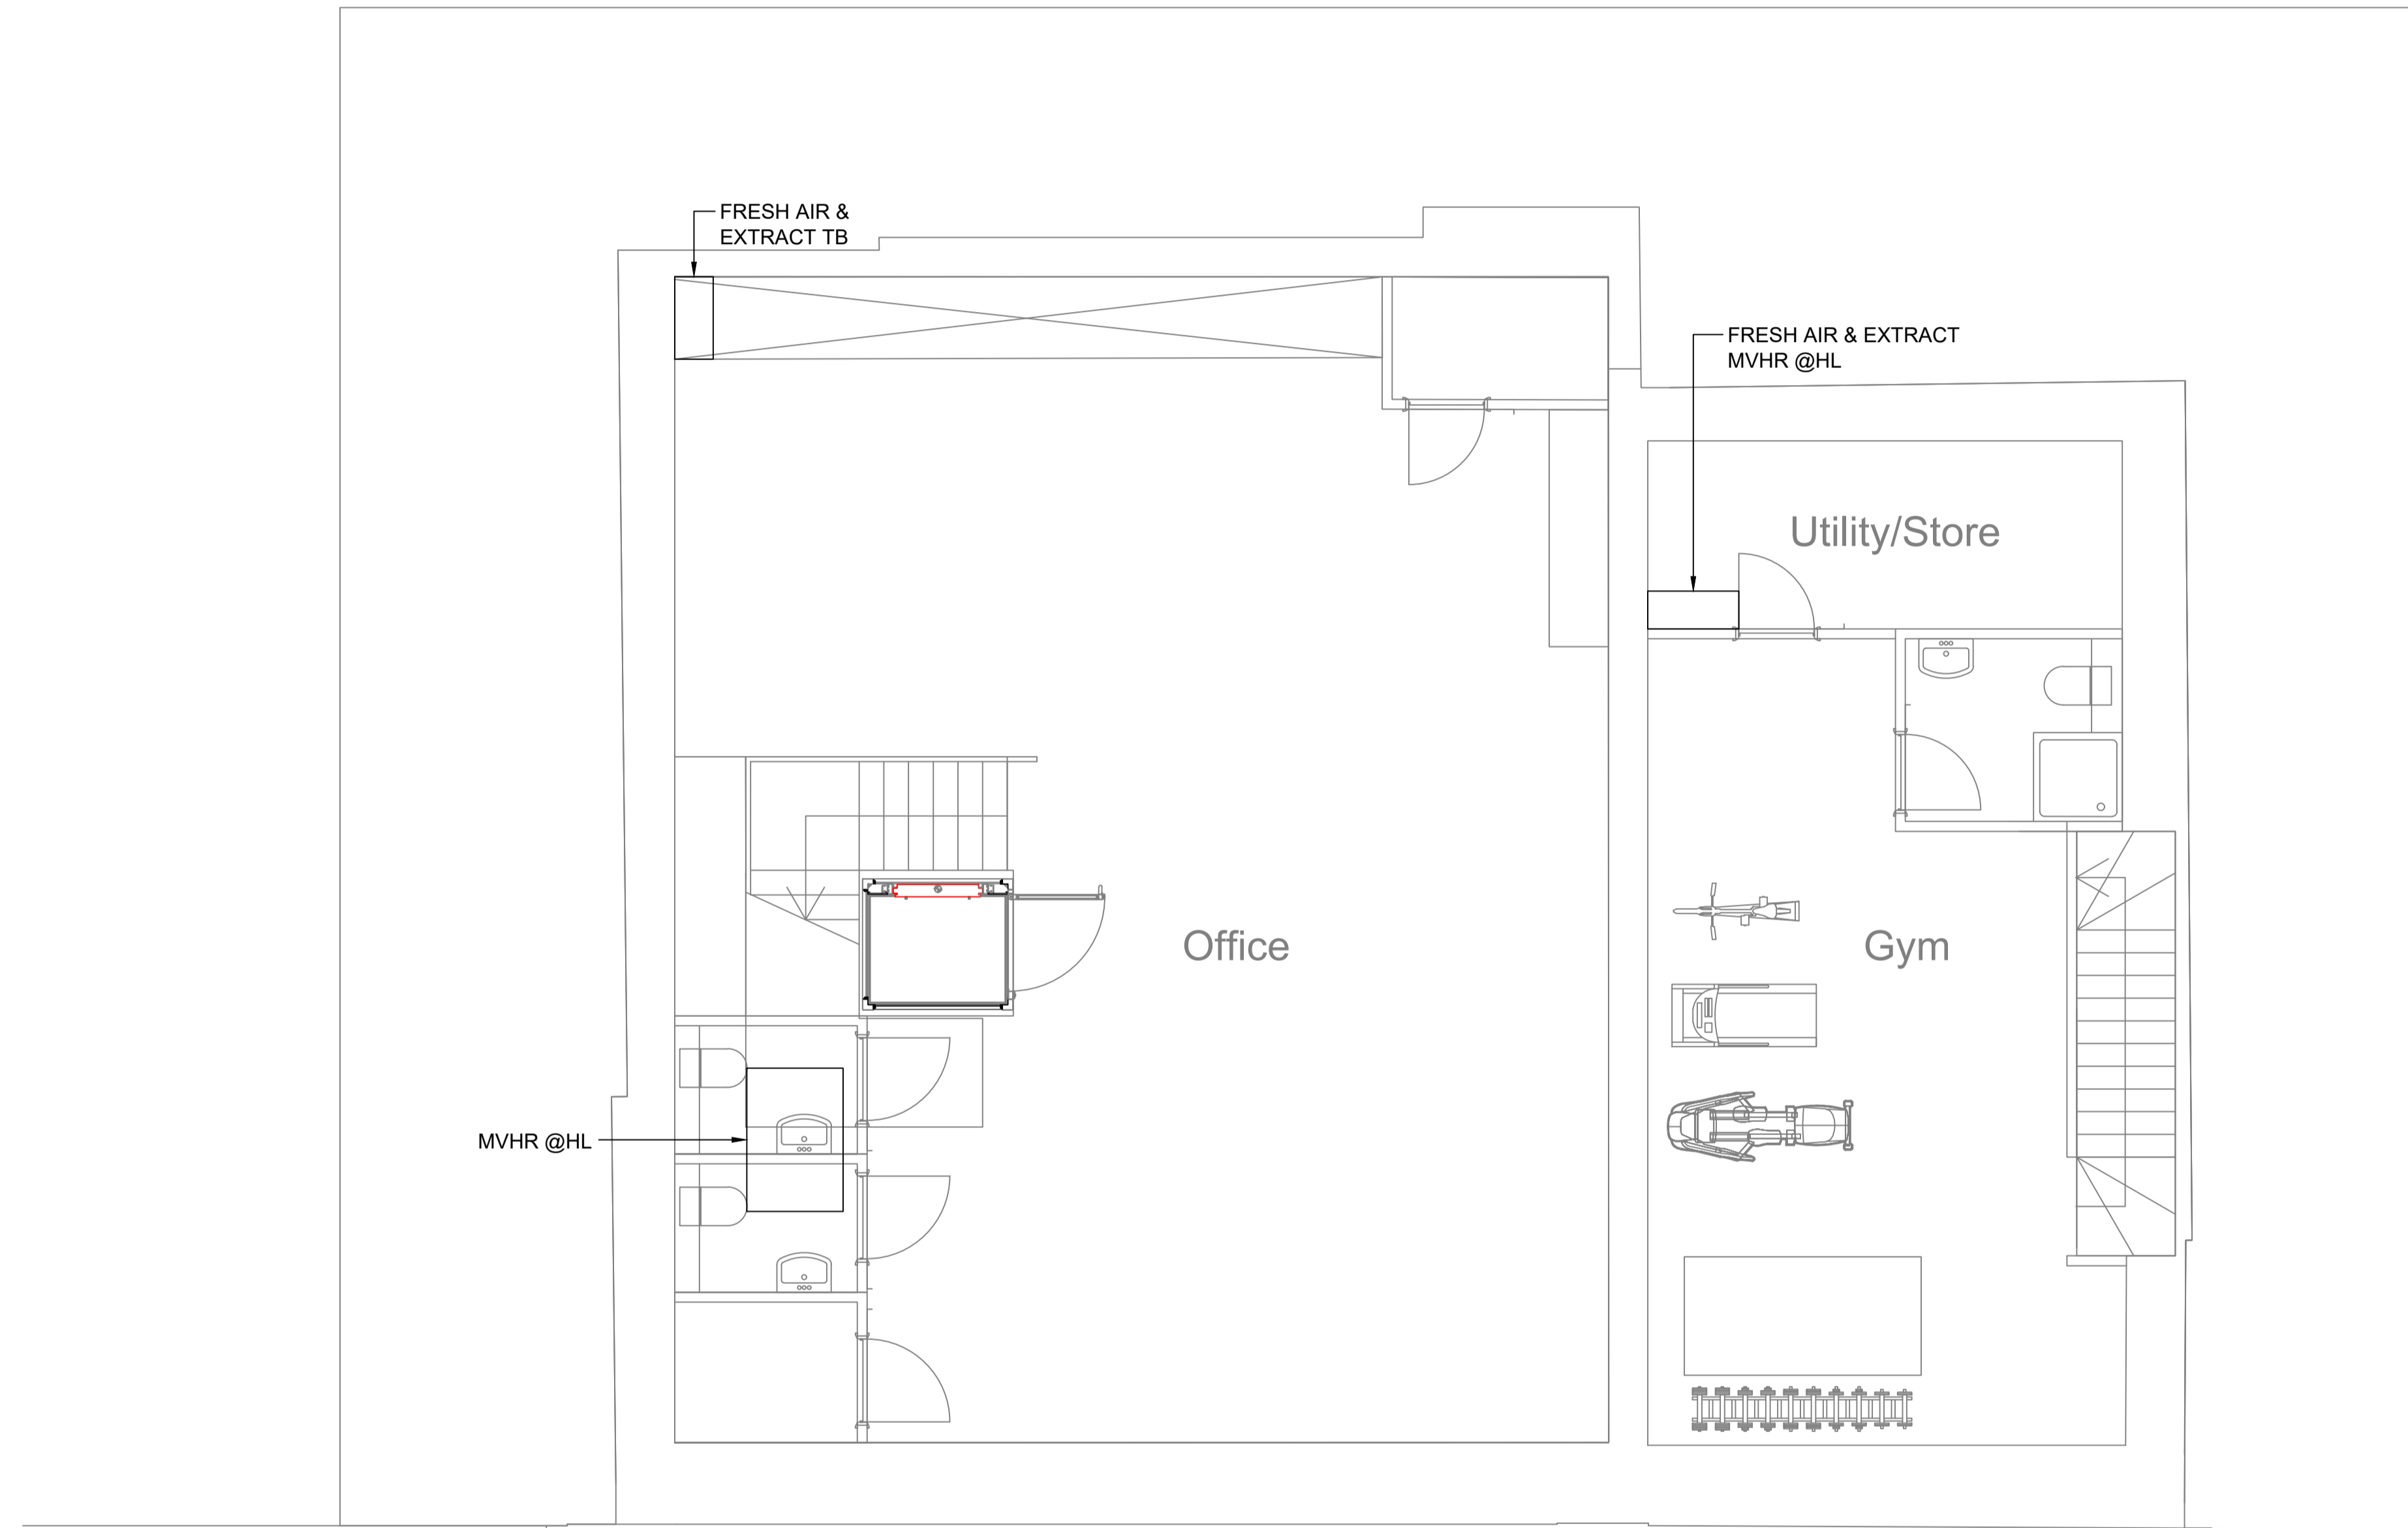 FRESH AIR &
EXTRACT TB
FRESH AIR & EXTRACT
MVHR @HL
Utility/Store
Office
Gym
MVHR @HL